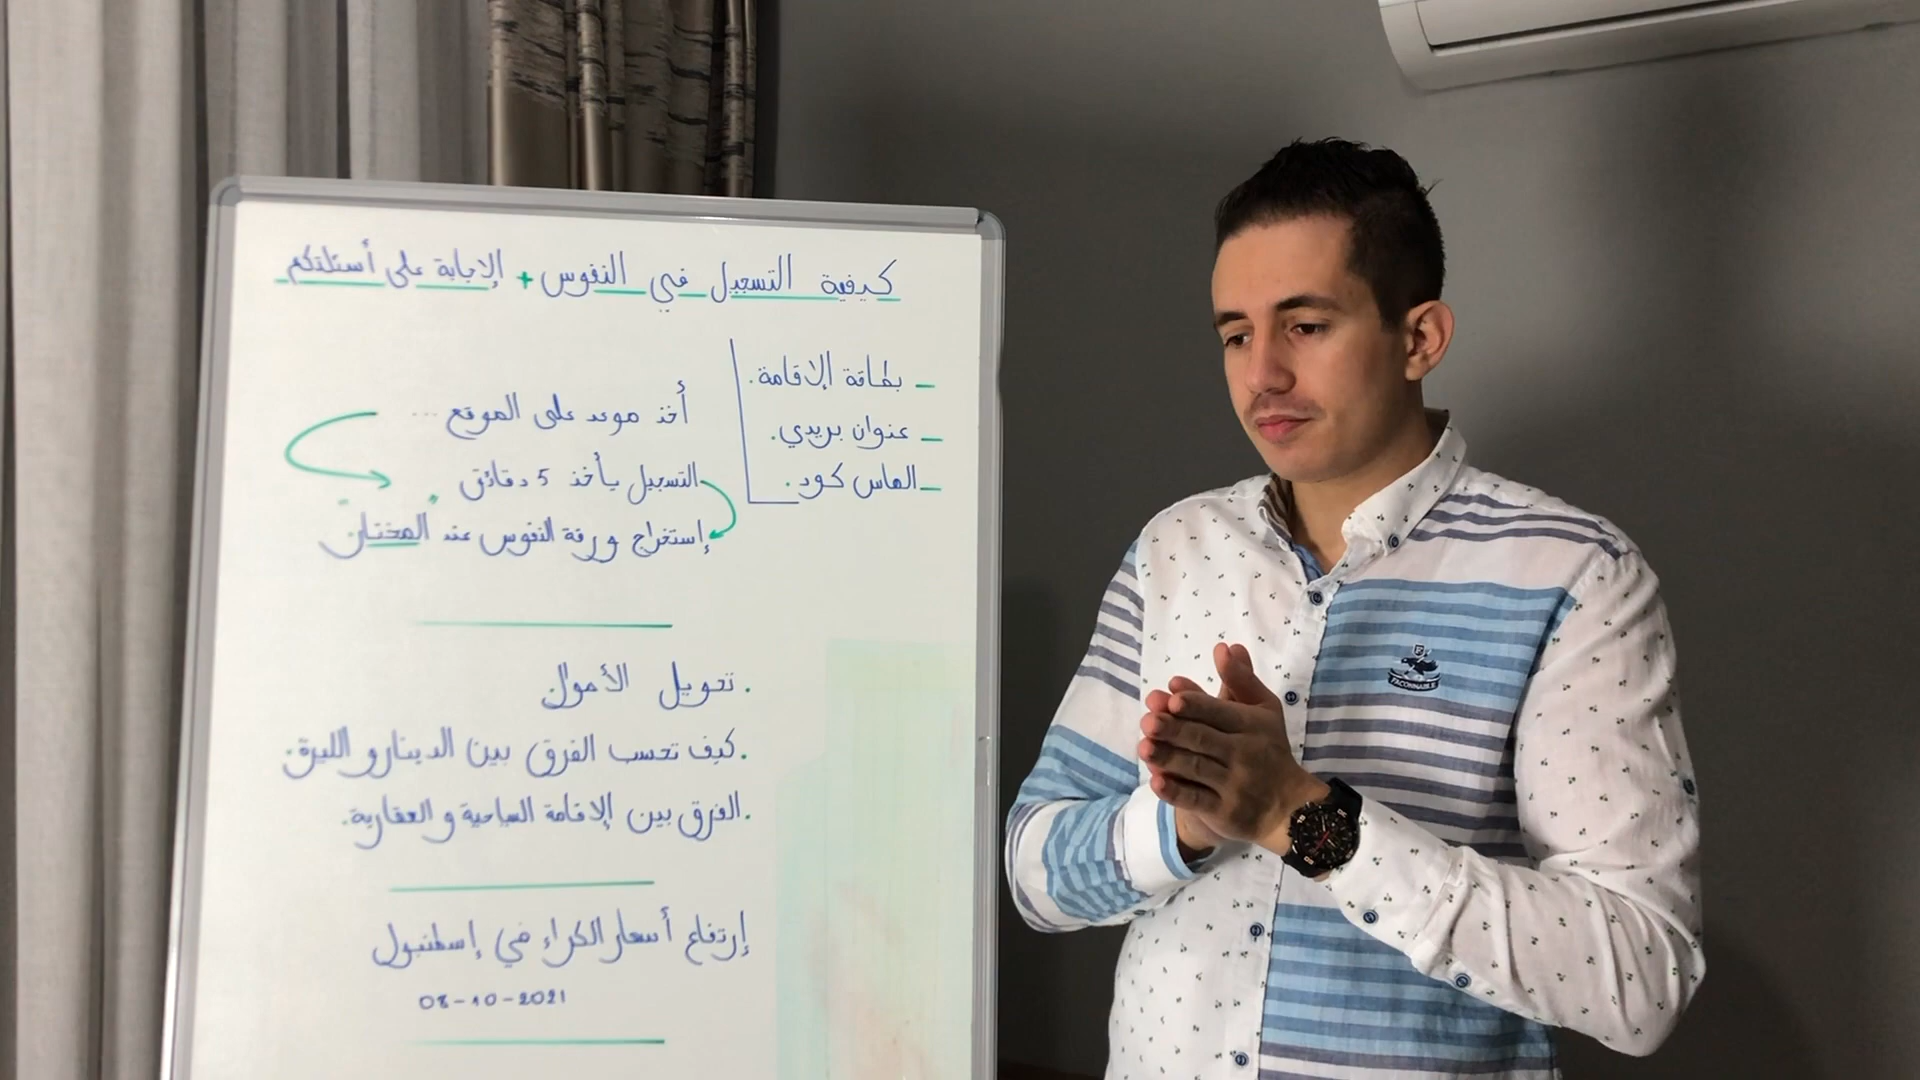 كيفية التسجيل في النفوس + الإجابة على أسئلتكم
_ بطاقة الإقامة.
_ عنوان بريدي.
_ الهاس كود.
أخذ موعد على الموقع ...
التسجيل يأخذ 5 دقائق
إستخراج ورقة النفوس عند "المختار"
. تحويل الأموال
. كيف تحسب الفرق بين الدينار و الليرة.
. الفرق بين الإقامة السياحية و العقارية.
إرتفاع أسعار الكراء في إسطنبول
08-10-2021
FAÇONNABLE